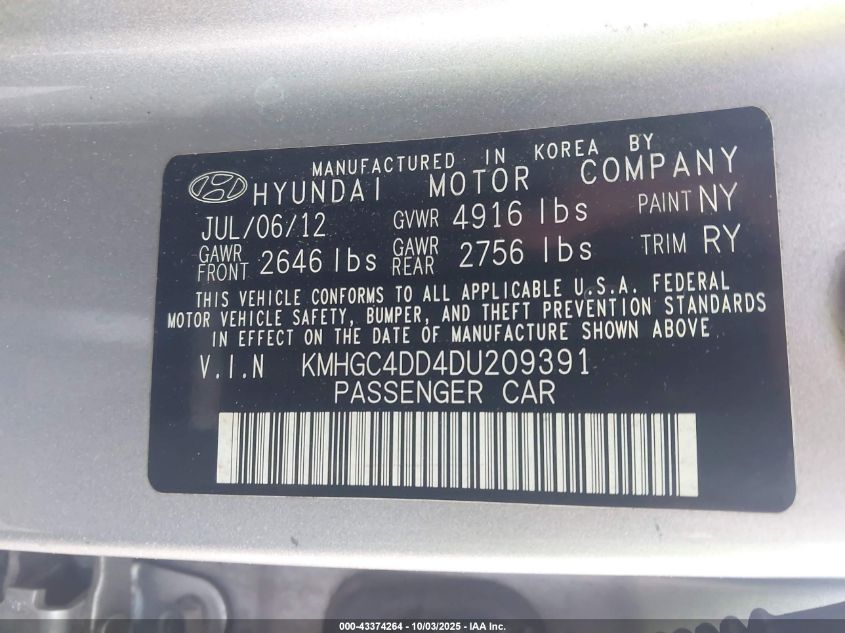 MANUFACTURED IN KOREA BY
HYUNDAI MOTOR COMPANY
JUL/06/12 GVWR 4916 lbs PAINT NY
GAWR FRONT 2646 lbs GAWR REAR 2756 lbs TRIM RY
THIS VEHICLE CONFORMS TO ALL APPLICABLE U.S.A. FEDERAL
MOTOR VEHICLE SAFETY, BUMPER, AND THEFT PREVENTION STANDARDS
IN EFFECT ON THE DATE OF MANUFACTURE SHOWN ABOVE
V.I.N KMHGC4DD4DU209391
PASSENGER CAR
000-43374264 - 10/03/2025 - IAA Inc.